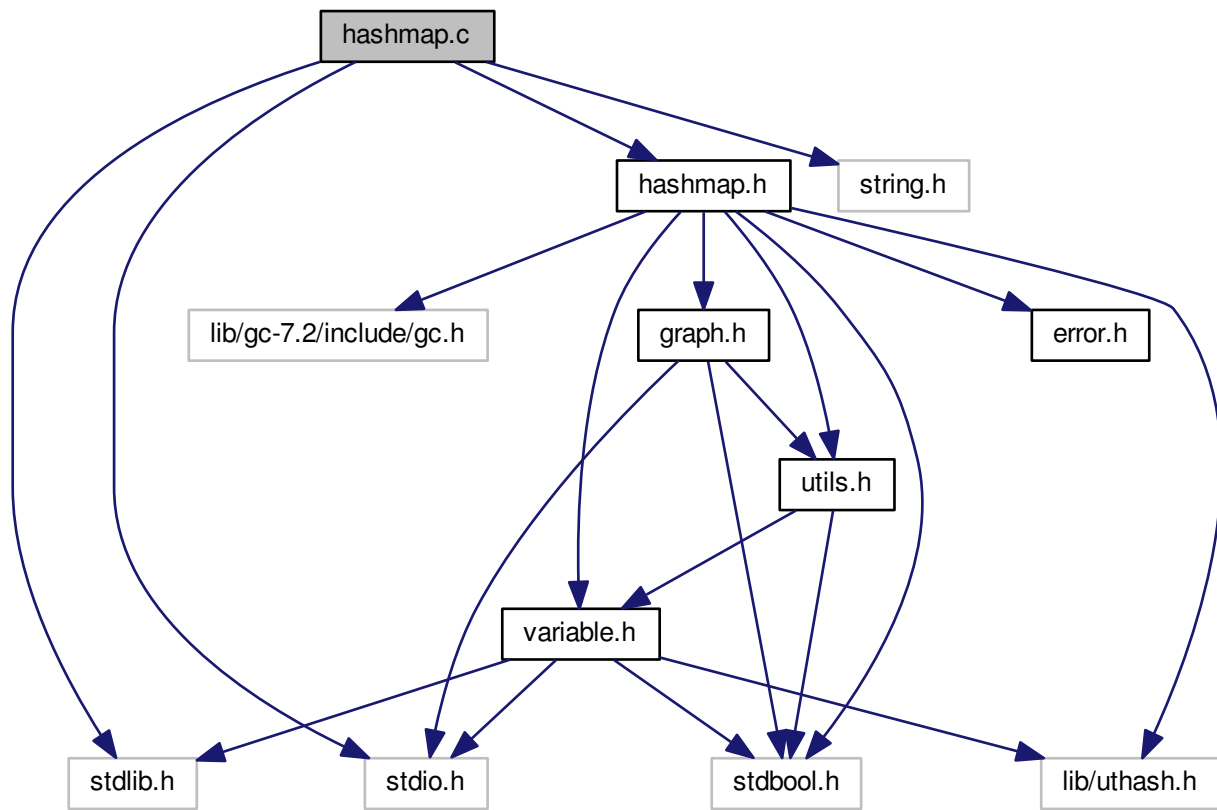 hashmap.c
hashmap.h
string.h
lib/gc-7.2/include/gc.h
graph.h
error.h
utils.h
variable.h
stdlib.h
stdio.h
stdbool.h
lib/uthash.h